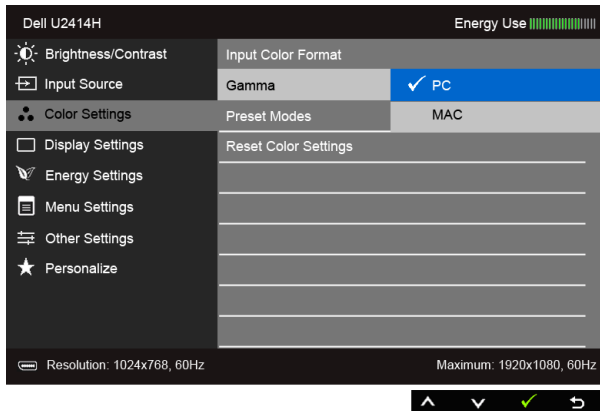 Dell U2414H Energy Use
Brightness/Contrast Input Color Format
Input Source Gamma PC
Color Settings Preset Modes MAC
Display Settings Reset Color Settings
Energy Settings
Menu Settings
Other Settings
Personalize
Resolution: 1024x768, 60Hz Maximum: 1920x1080, 60Hz